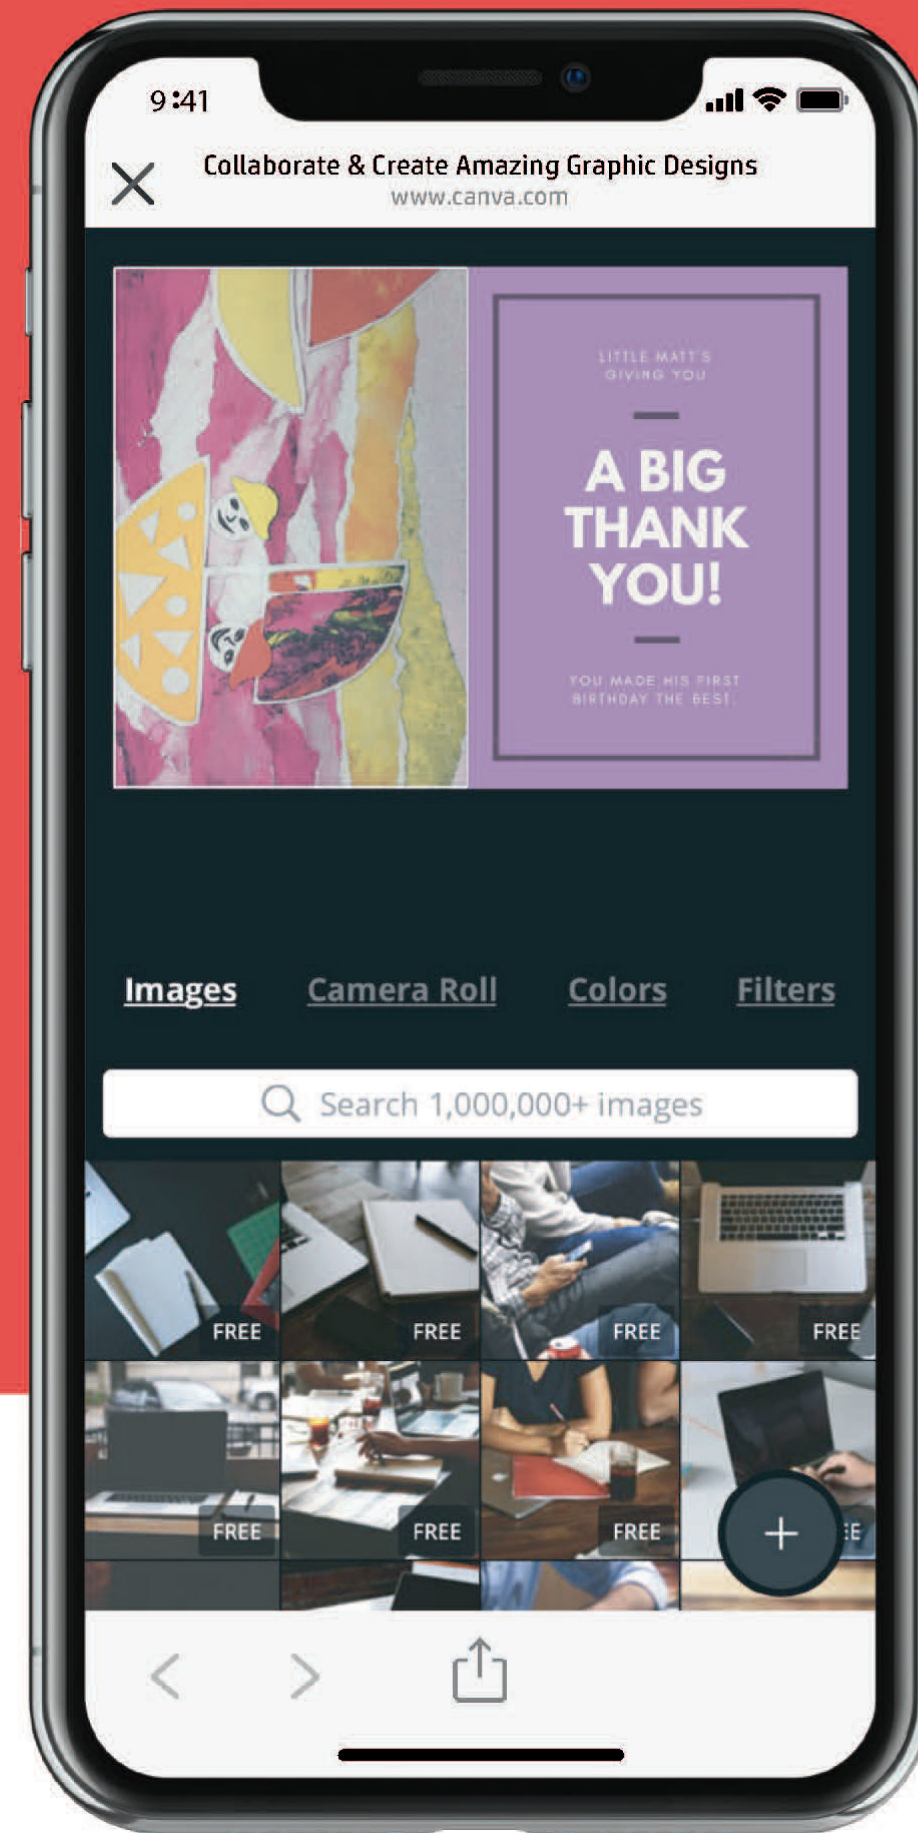 9:41
Collaborate & Create Amazing Graphic Designs
www.canva.com
LITTLE MATT'S
GIVING YOU
A BIG
THANK
YOU!
YOU MADE HIS FIRST
BIRTHDAY THE BEST.
Images Camera Roll Colors Filters
Search 1,000,000+ images
FREE FREE FREE FREE
FREE FREE FREE EE